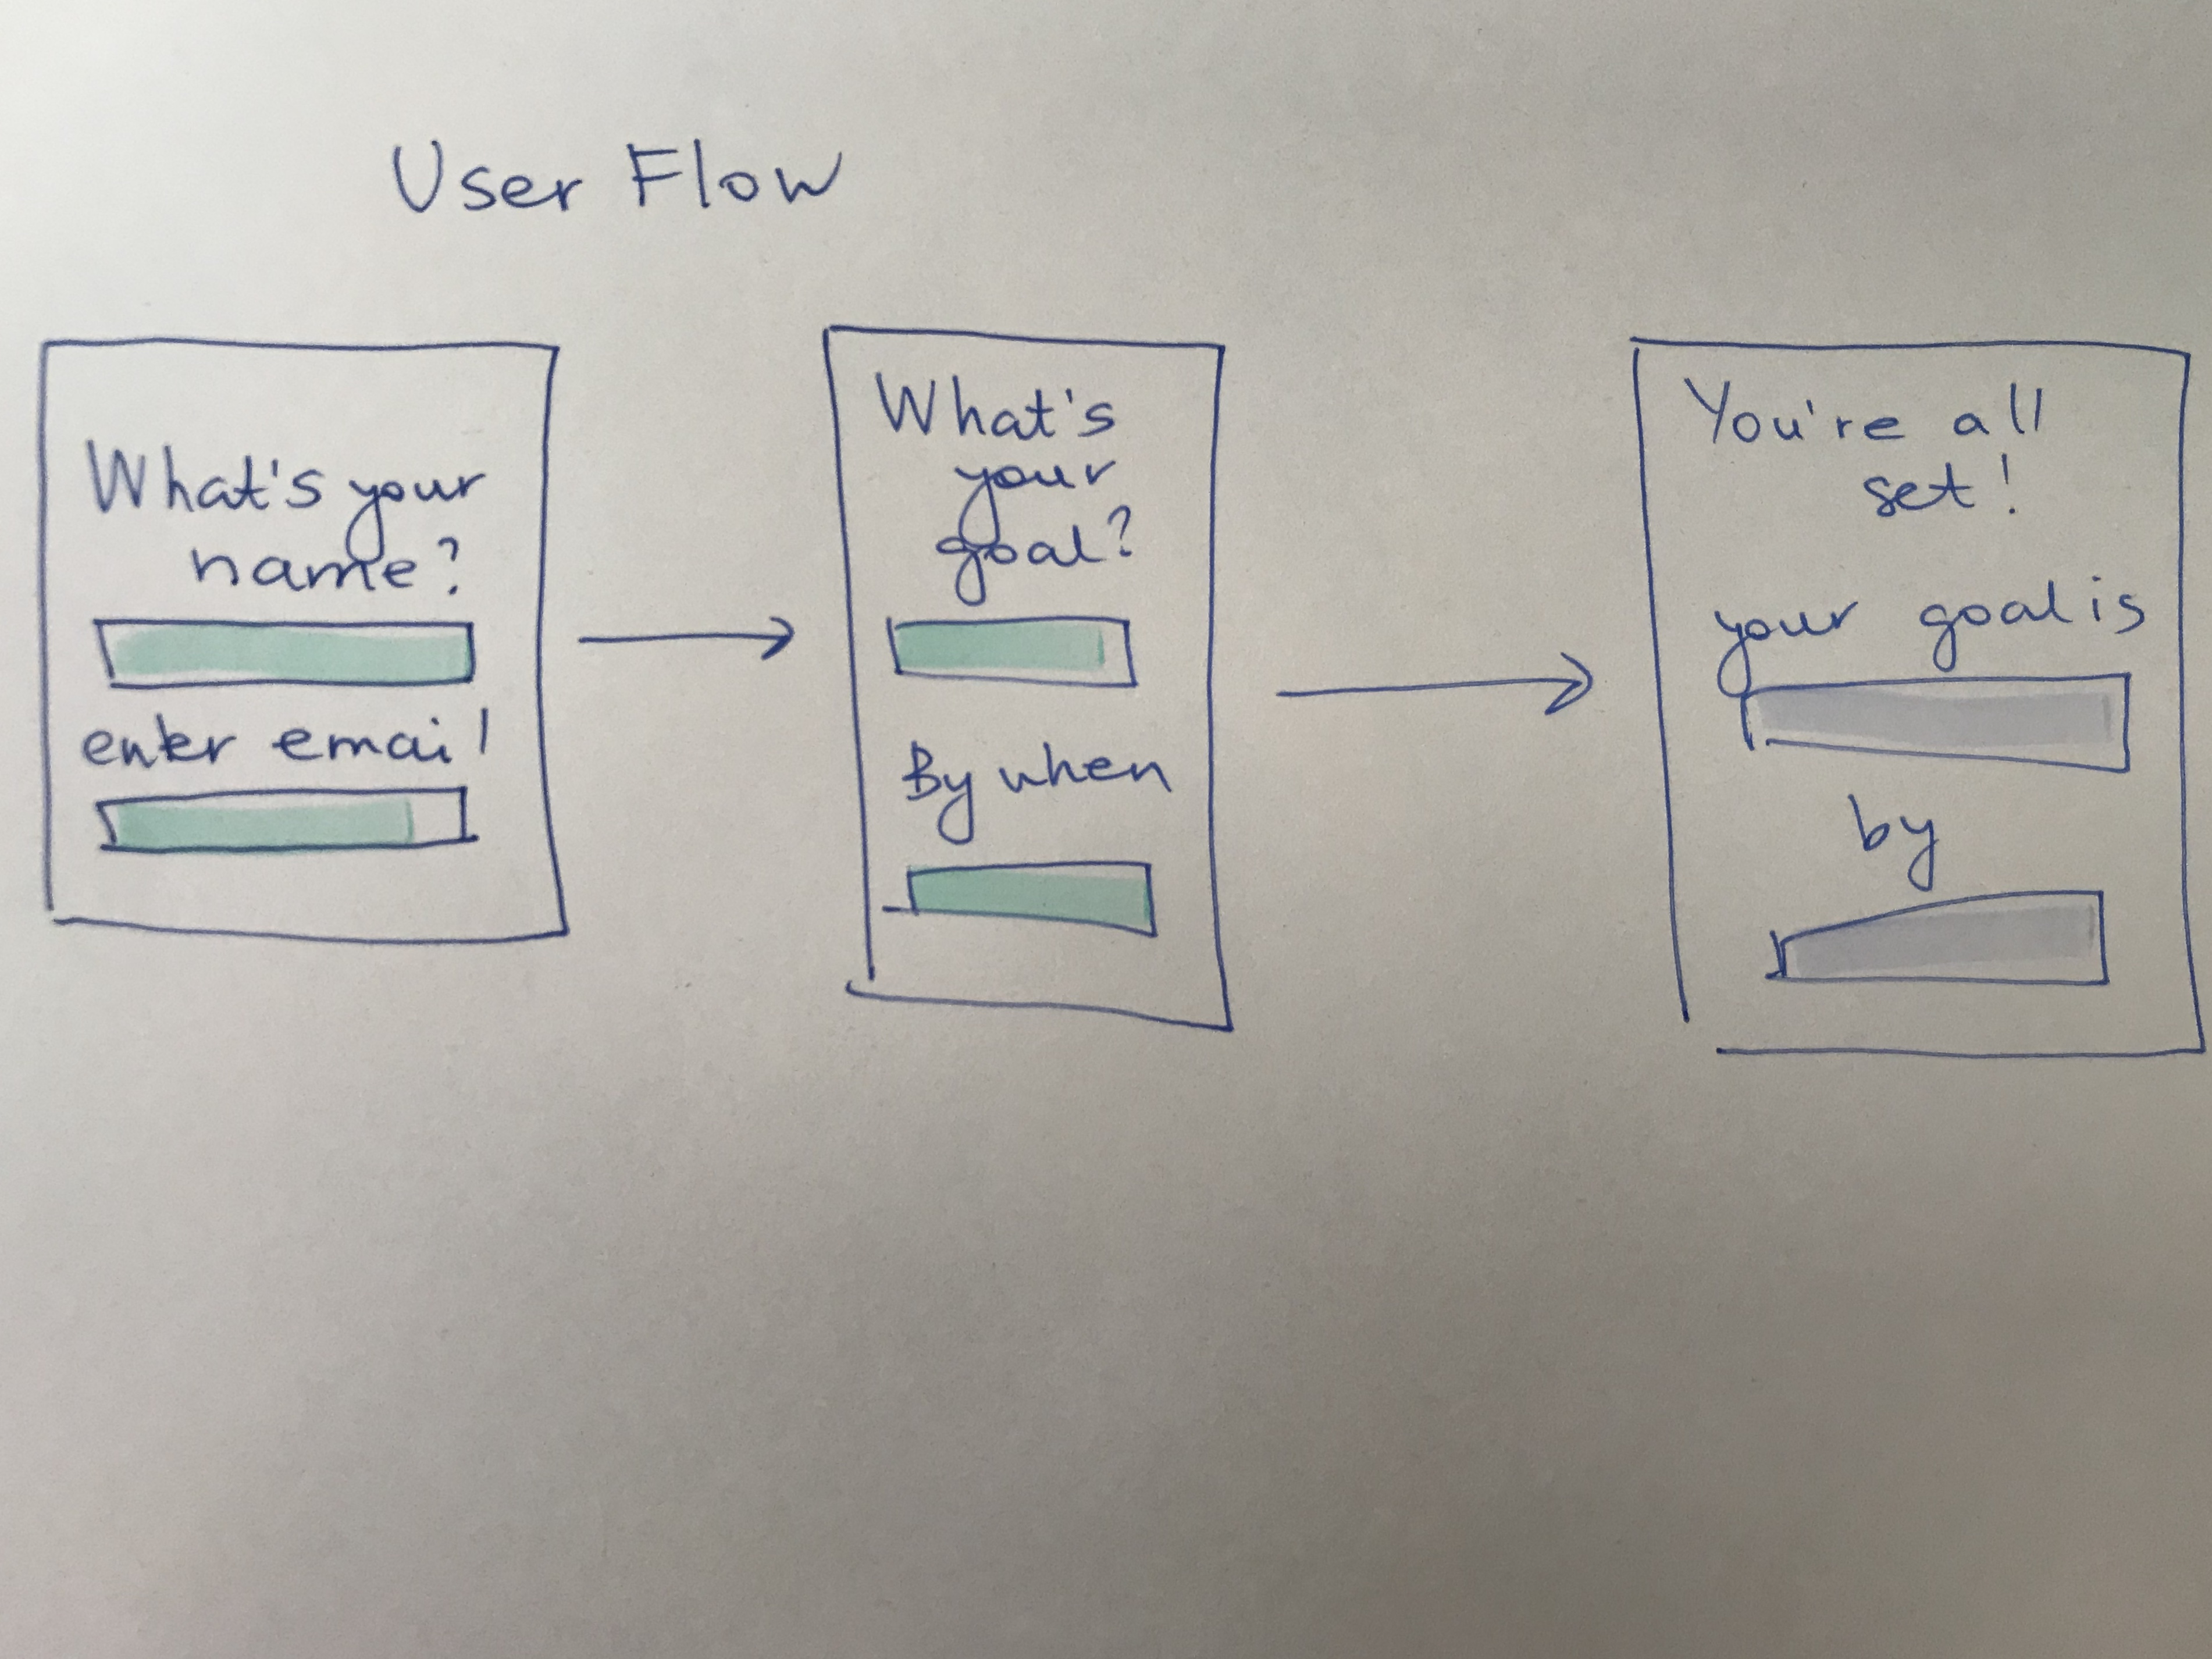 User Flow
What's your
name?
enter email
What's
your
goal?
By when
You're all
set!
your goal is
by